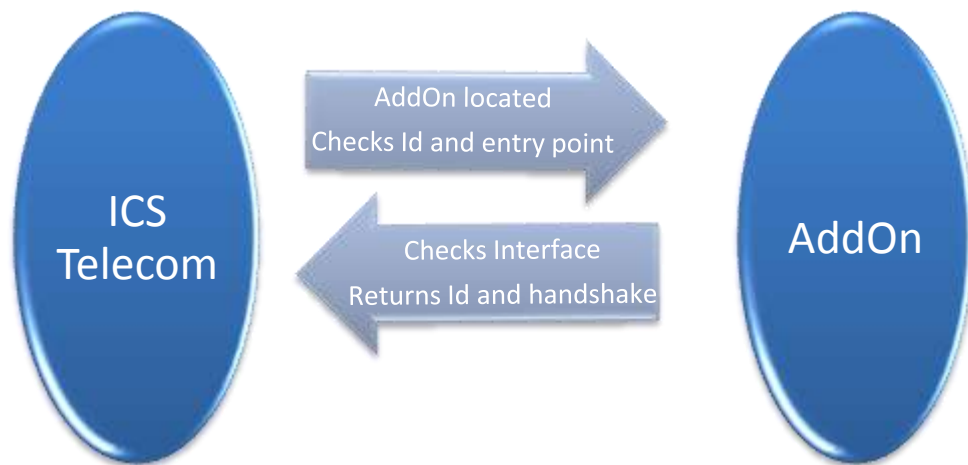 ICS
Telecom
AddOn located
Checks Id and entry point
Checks Interface
Returns Id and handshake
AddOn